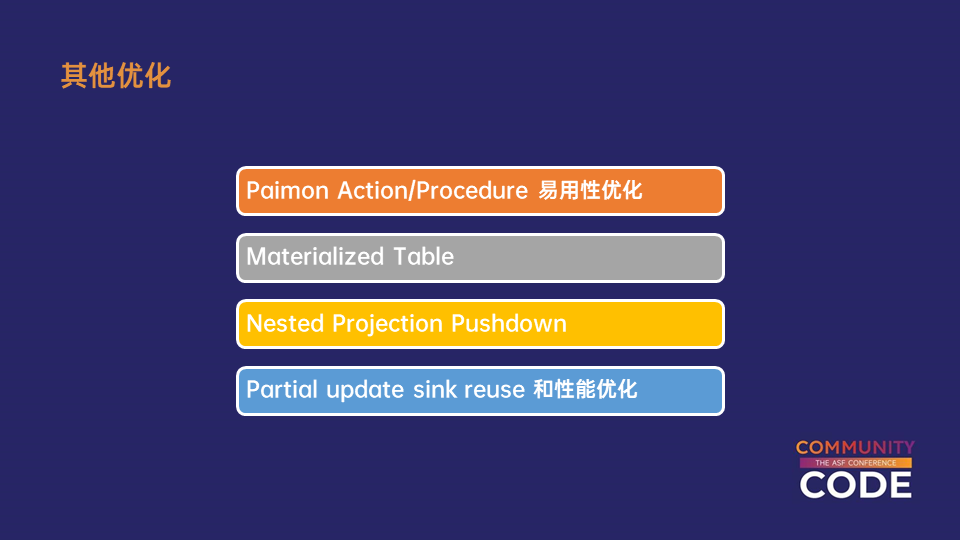 其他优化
Paimon Action/Procedure 易用性优化
Materialized Table
Nested Projection Pushdown
Partial update sink reuse 和性能优化
COMMUNITY
THE ASF CONFERENCE
CODE